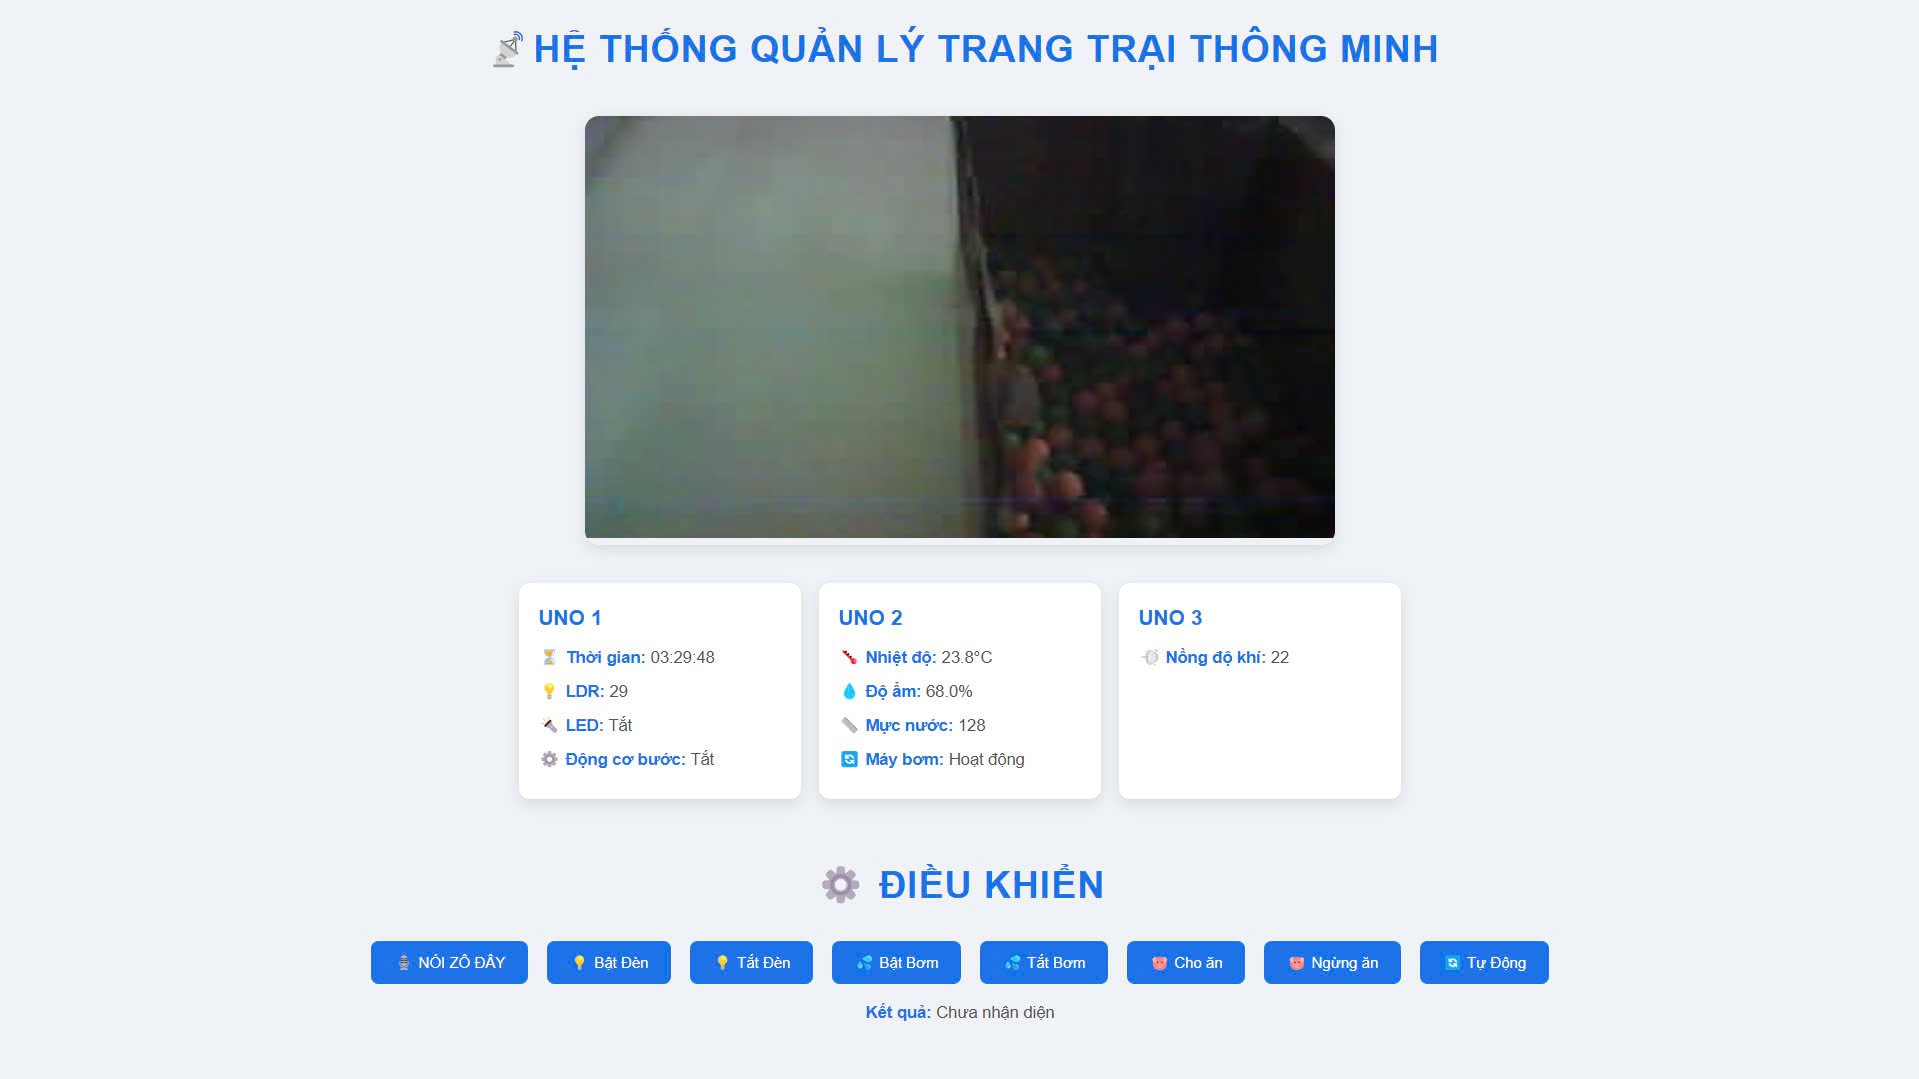 HỆ THỐNG QUẢN LÝ TRANG TRẠI THÔNG MINH
UNO 1
Thời gian: 03:29:48
LDR: 29
LED: Tắt
Động cơ bước: Tắt
UNO 2
Nhiệt độ: 23.8°C
Độ ẩm: 68.0%
Mực nước: 128
Máy bơm: Hoạt động
UNO 3
Nồng độ khí: 22
ĐIỀU KHIỂN
NÓI ZÔ ĐÂY
Bật Đèn
Tắt Đèn
Bật Bơm
Tắt Bơm
Cho ăn
Ngừng ăn
Tự Động
Kết quả: Chưa nhận diện